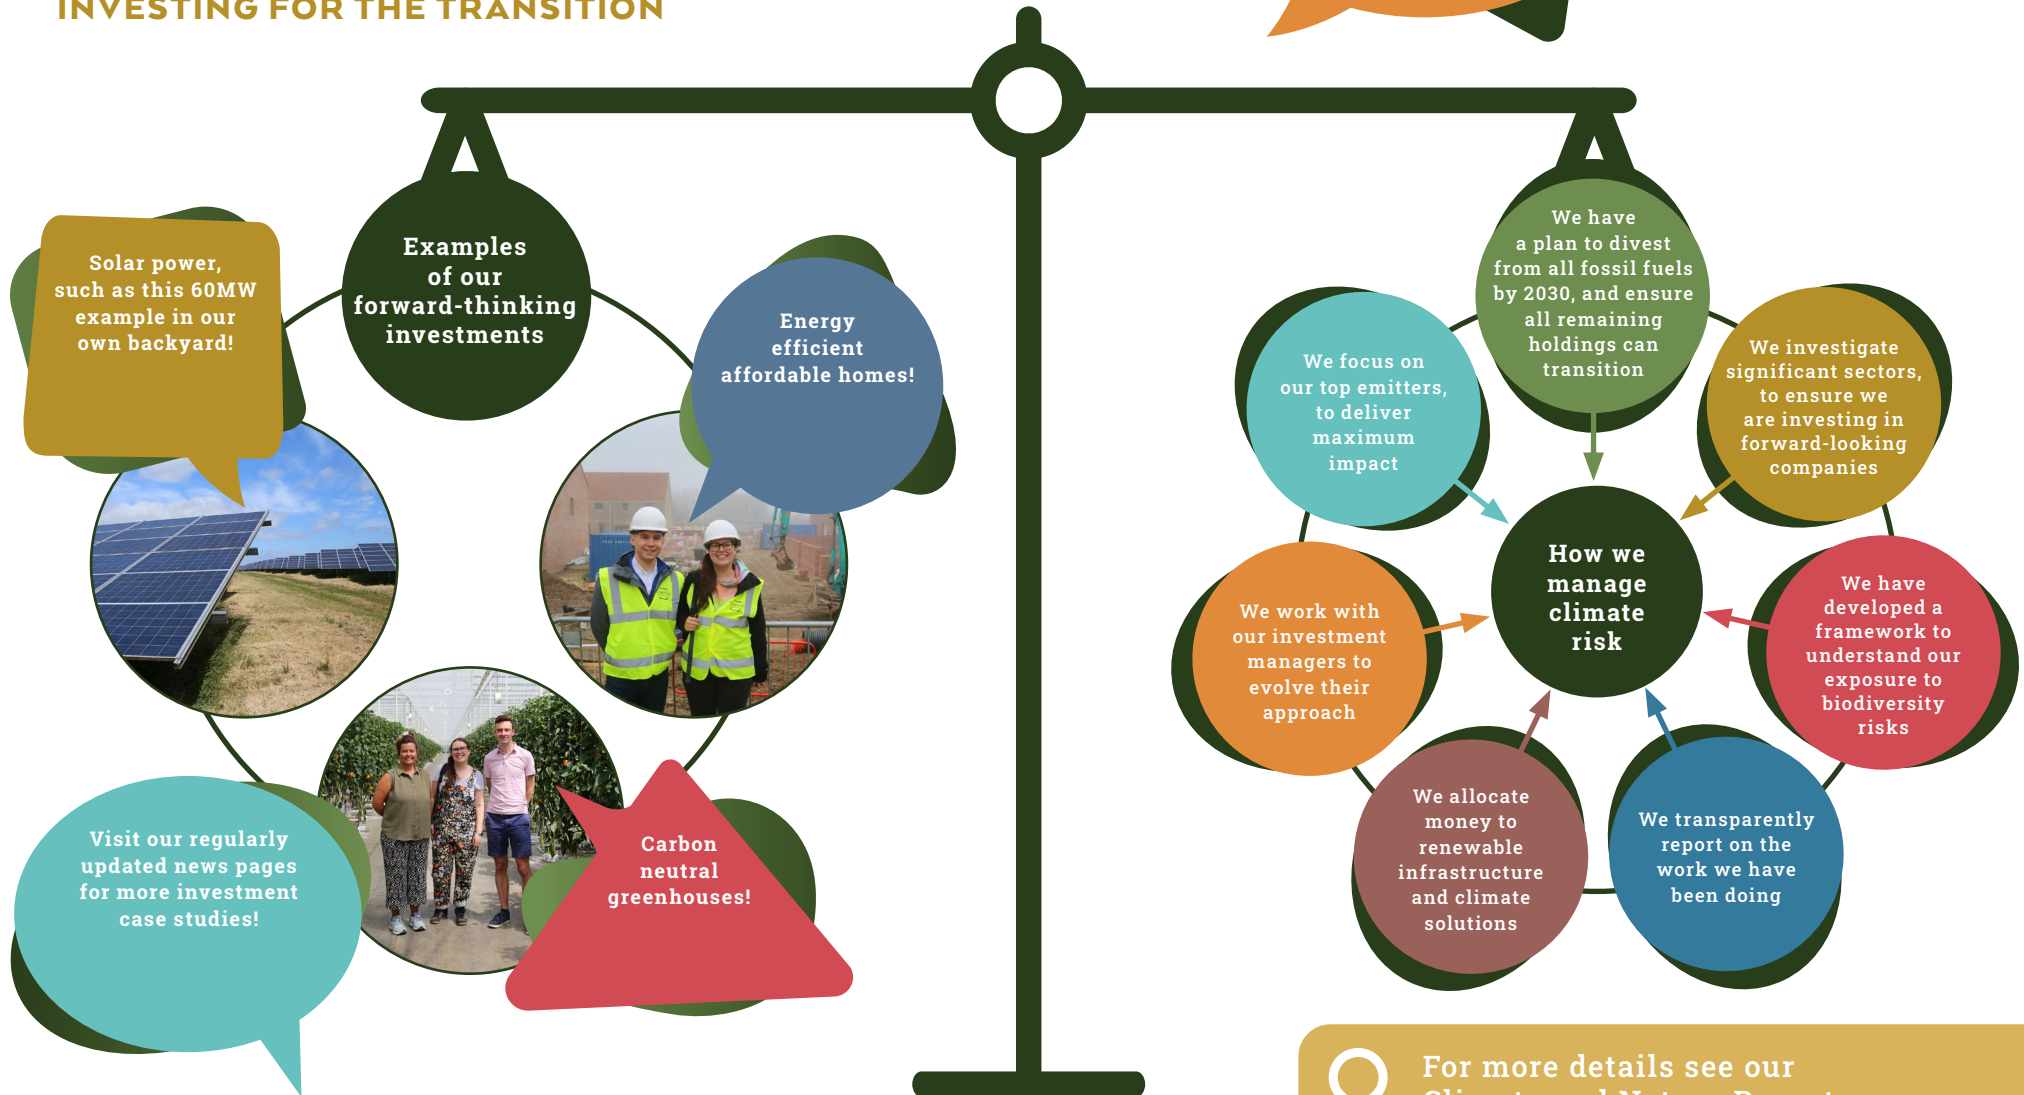 INVESTING FOR THE TRANSITION
Examples
of our
forward-thinking
investments
Solar power,
such as this 60MW
example in our
own backyard!
Energy
efficient
affordable homes!
Carbon
neutral
greenhouses!
Visit our regularly
updated news pages
for more investment
case studies!
How we
manage
climate
risk
We have
a plan to divest
from all fossil fuels
by 2030, and ensure
all remaining
holdings can
transition
We investigate
significant sectors,
to ensure we
are investing in
forward-looking
companies
We have
developed a
framework to
understand our
exposure to
biodiversity
risks
We transparently
report on the
work we have
been doing
We allocate
money to
renewable
infrastructure
and climate
solutions
We work with
our investment
managers to
evolve their
approach
We focus on
our top emitters,
to deliver
maximum
impact
For more details see our
Climate and Nature Report